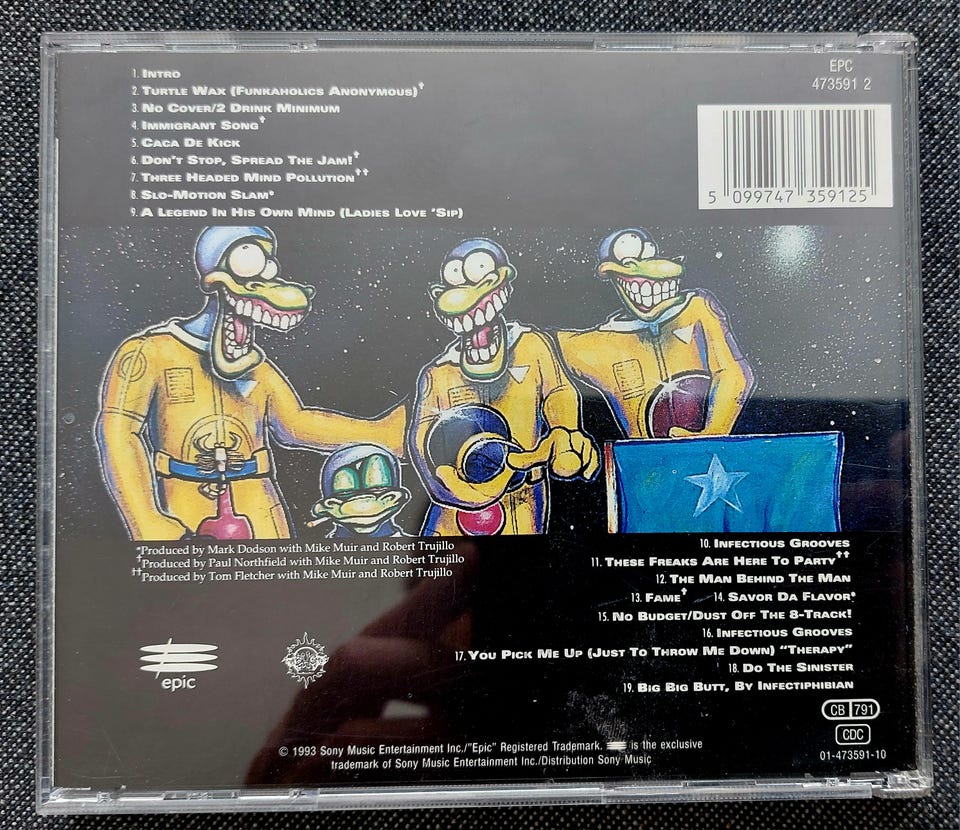 1. Intro
2. Turtle Wax (Funkaholics Anonymous)†
3. No Cover/2 Drink Minimum
4. Immigrant Song†
5. Caca De Kick
6. Don't Stop, Spread The Jam!†
7. Three Headed Mind Pollution††
8. Slo-Motion Slam*
9. A Legend In His Own Mind (Ladies Love 'Sip)
EPC
473591 2
5 099747 359125
*Produced by Mark Dodson with Mike Muir and Robert Trujillo
†Produced by Paul Northfield with Mike Muir and Robert Trujillo
††Produced by Tom Fletcher with Mike Muir and Robert Trujillo
10. Infectious Grooves
11. These Freaks Are Here To Party††
12. The Man Behind The Man
13. Fame† 14. Savor Da Flavor*
15. No Budget/Dust Off The 8-Track!
16. Infectious Grooves
17. You Pick Me Up (Just To Throw Me Down) "Therapy"
18. Do The Sinister
19. Big Big Butt, By Infectiphibian
epic
CB 791
CDC
01-473591-10
© 1993 Sony Music Entertainment Inc./"Epic" Registered Trademark. is the exclusive
trademark of Sony Music Entertainment Inc./Distribution Sony Music